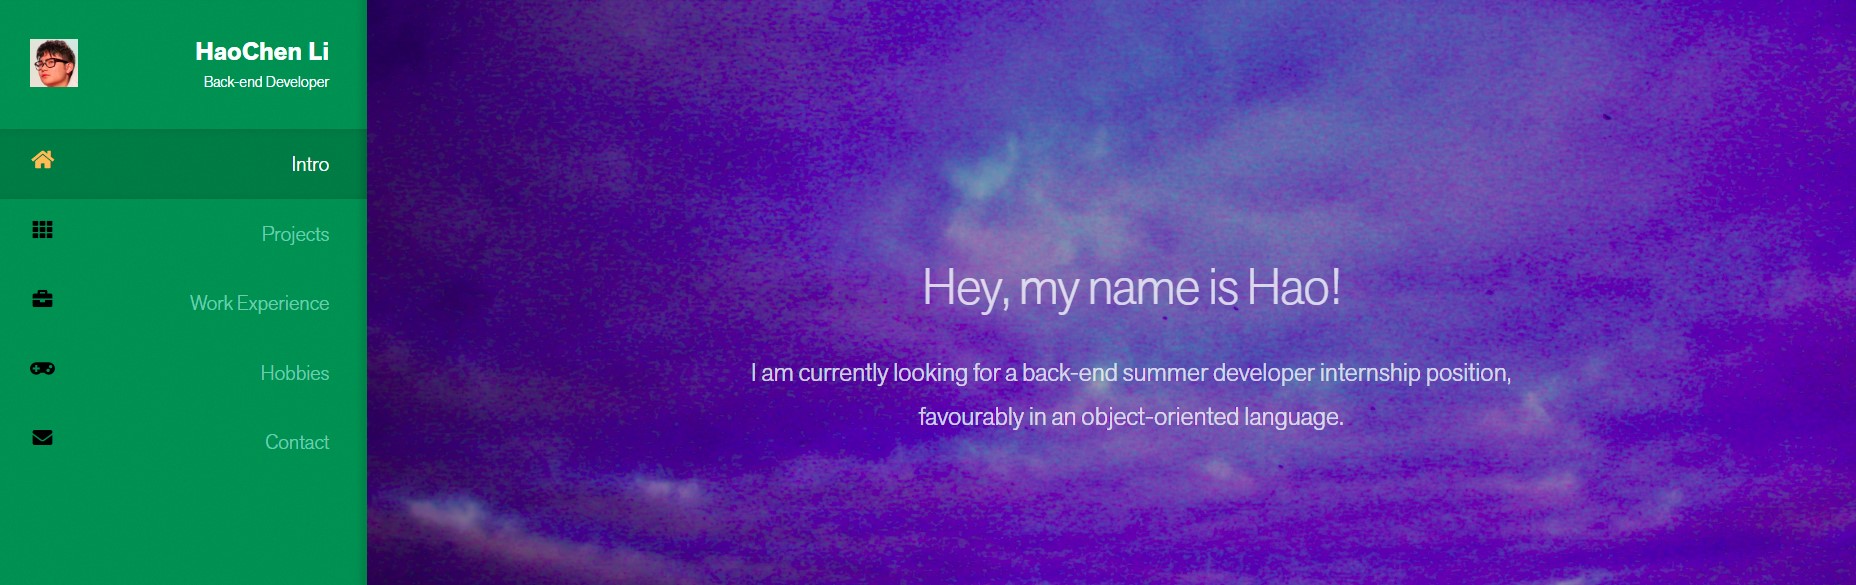 HaoChen Li
Back-end Developer
Intro
Projects
Work Experience
Hobbies
Contact
Hey, my name is Hao!
I am currently looking for a back-end summer developer internship position,
favourably in an object-oriented language.